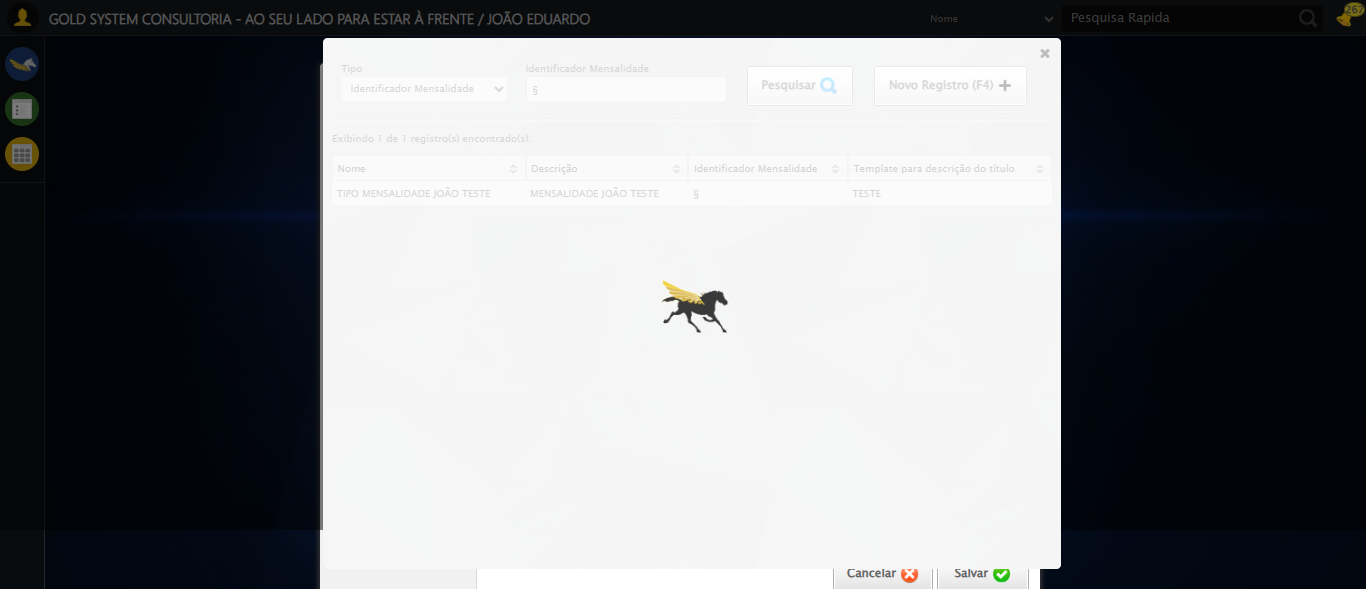 GOLD SYSTEM CONSULTORIA - AO SEU LADO PARA ESTAR À FRENTE / JOÃO EDUARDO
Nome
Pesquisa Rapida
267
Tipo
Identificador Mensalidade
Identificador Mensalidade
§
Pesquisar
Novo Registro (F4)
Exibindo 1 de 1 registro(s) encontrado(s).
Nome Descrição Identificador Mensalidade Template para descrição do título
TIPO MENSALIDADE JOÃO TESTE MENSALIDADE JOÃO TESTE § TESTE
Cancelar Salvar